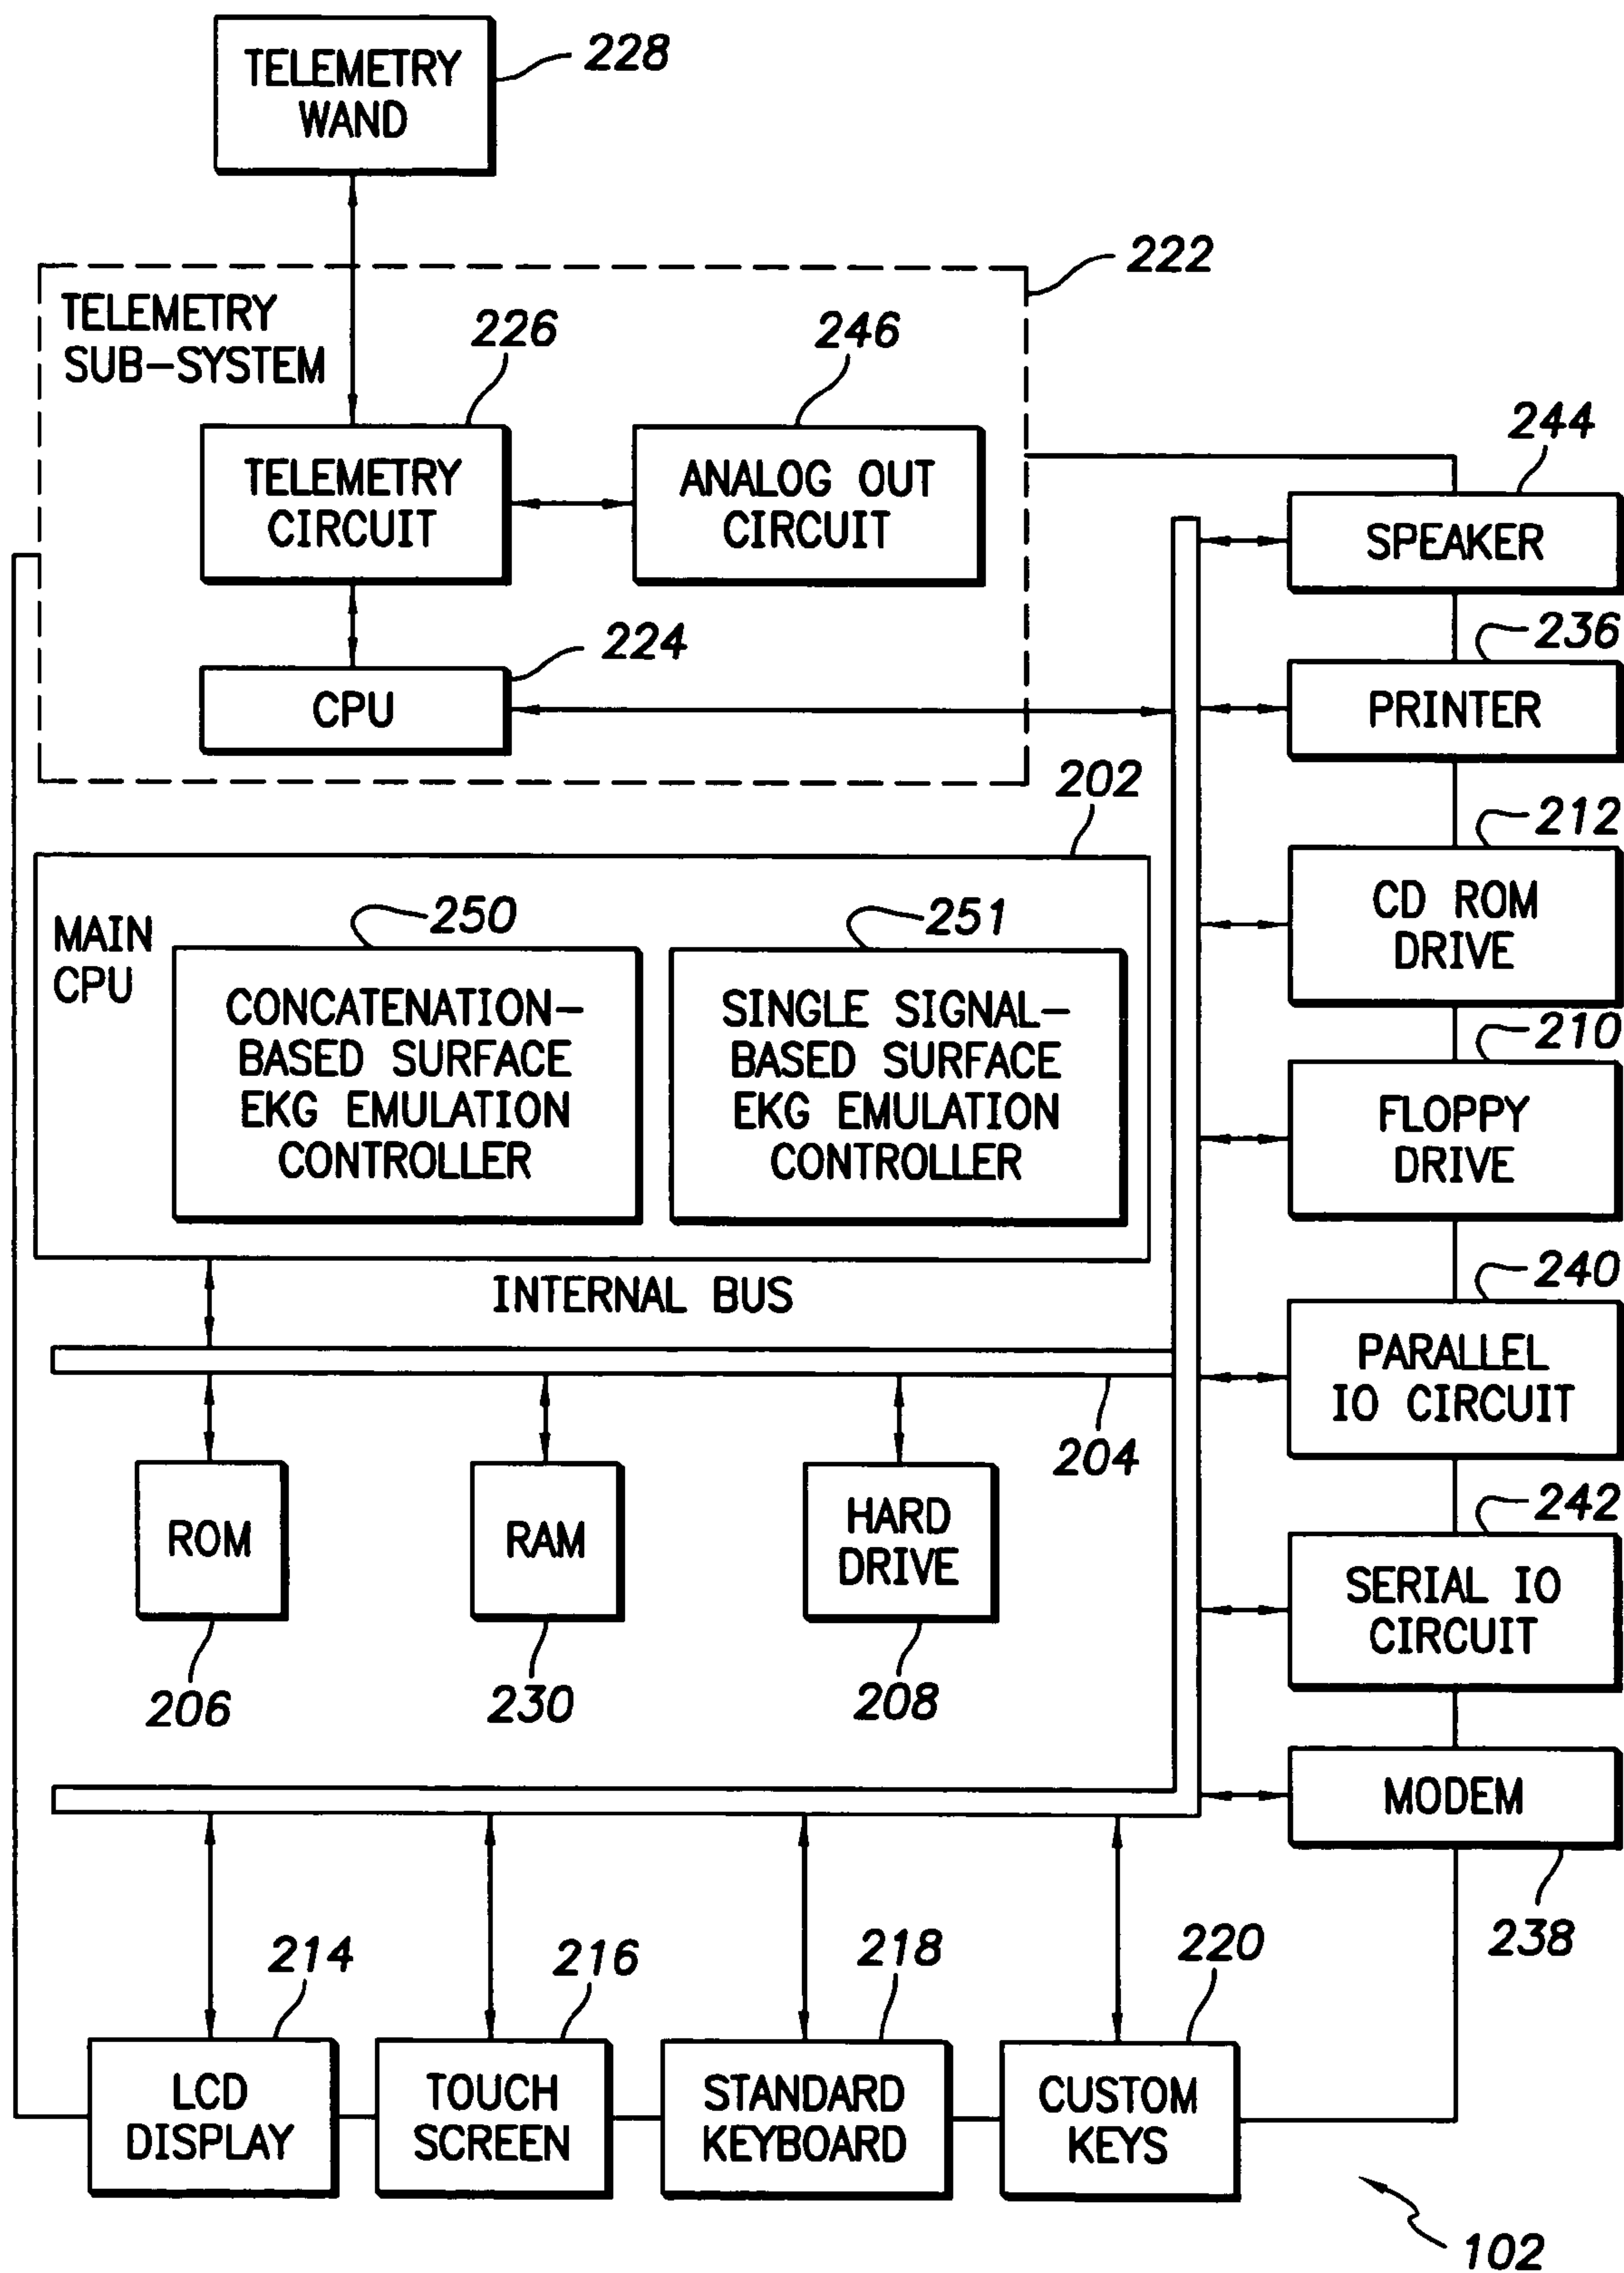 TELEMETRY
WAND
228
222
TELEMETRY
SUB-SYSTEM
226
246
TELEMETRY
CIRCUIT
ANALOG OUT
CIRCUIT
244
SPEAKER
224
CPU
236
PRINTER
202
212
CD ROM
DRIVE
MAIN
CPU
250
CONCATENATION-
BASED SURFACE
EKG EMULATION
CONTROLLER
251
SINGLE SIGNAL-
BASED SURFACE
EKG EMULATION
CONTROLLER
210
FLOPPY
DRIVE
INTERNAL BUS
240
PARALLEL
IO CIRCUIT
204
ROM
RAM
HARD
DRIVE
242
SERIAL IO
CIRCUIT
206
230
208
MODEM
238
214
216
218
220
LCD
DISPLAY
TOUCH
SCREEN
STANDARD
KEYBOARD
CUSTOM
KEYS
102